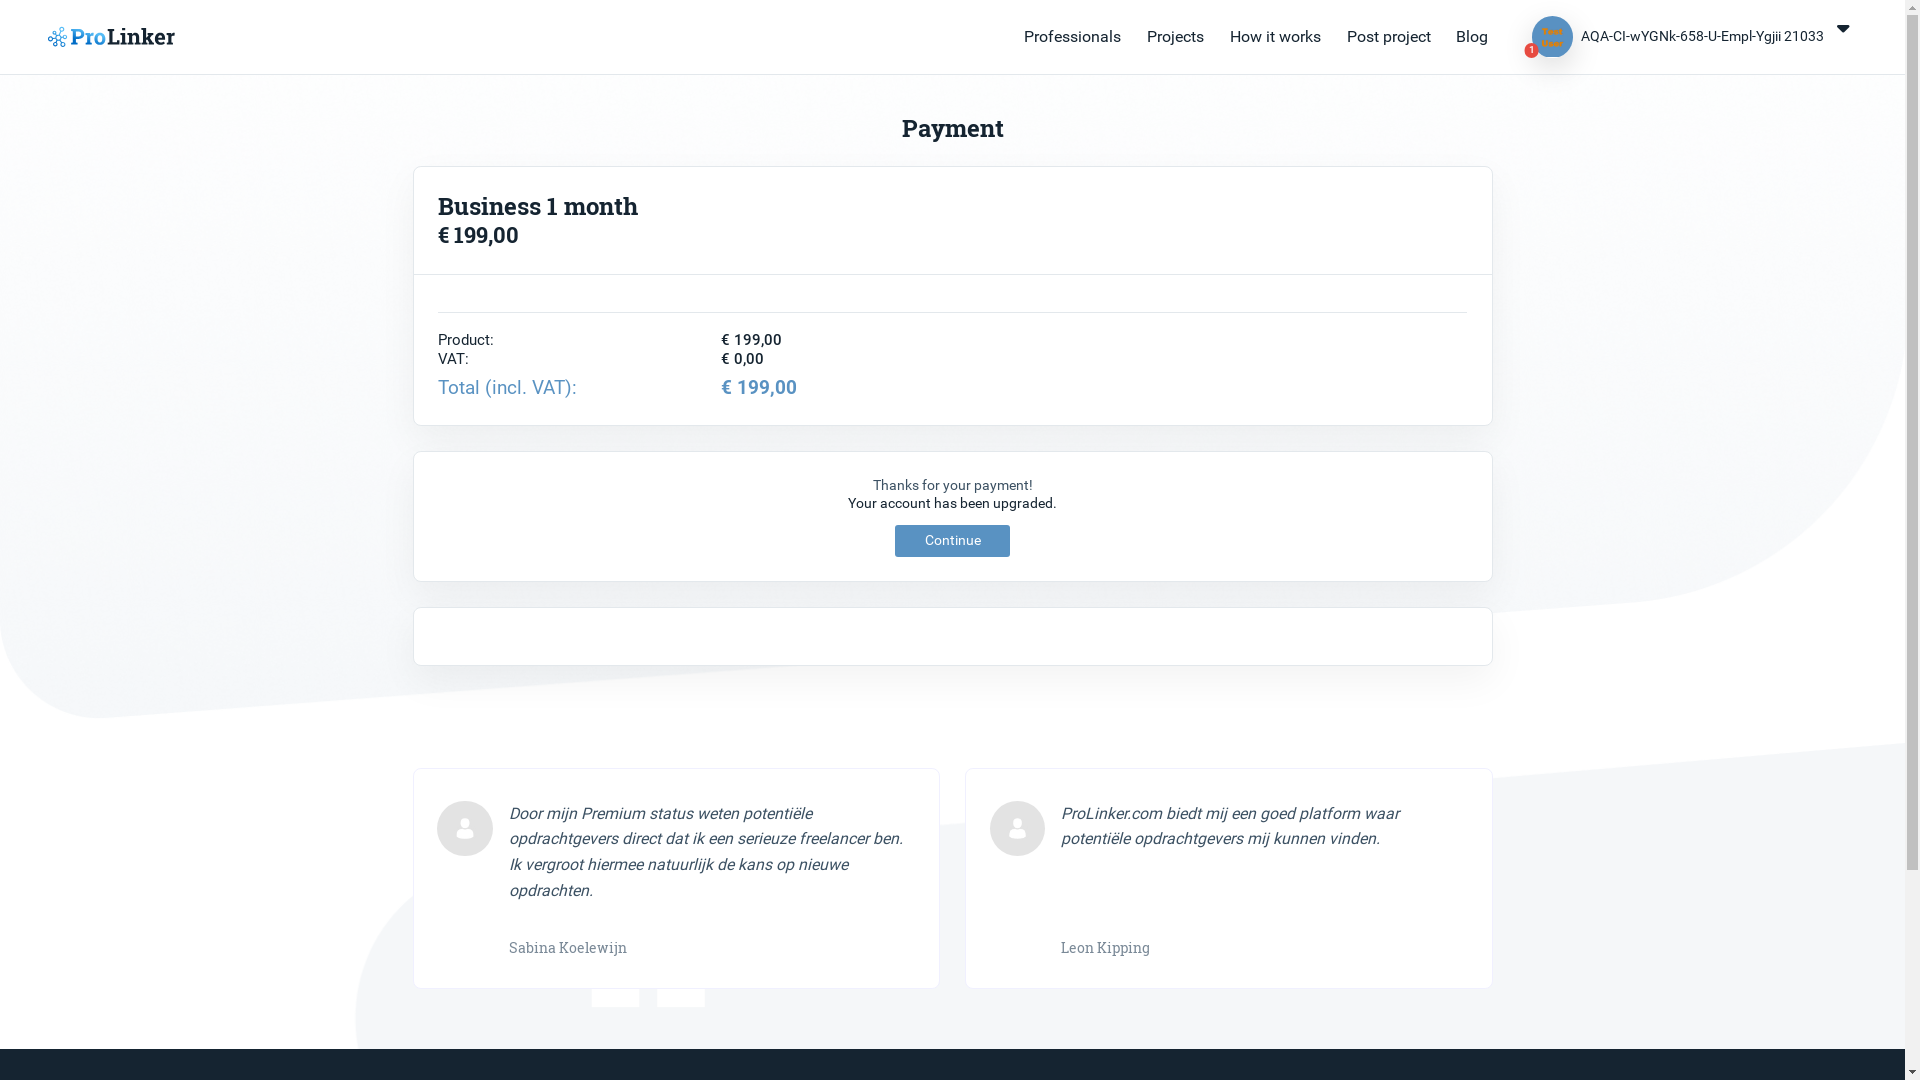 ProLinker
Professionals
Projects
How it works
Post project
Blog
Test
User
1
AQA-CI-wYGNk-658-U-Empl-Ygjii 21033
Payment
Business 1 month
€ 199,00
Product: € 199,00
VAT: € 0,00
Total (incl. VAT): € 199,00
Thanks for your payment!
Your account has been upgraded.
Continue
Door mijn Premium status weten potentiële
opdrachtgevers direct dat ik een serieuze freelancer ben.
Ik vergroot hiermee natuurlijk de kans op nieuwe
opdrachten.
Sabina Koelewijn
ProLinker.com biedt mij een goed platform waar
potentiële opdrachtgevers mij kunnen vinden.
Leon Kipping